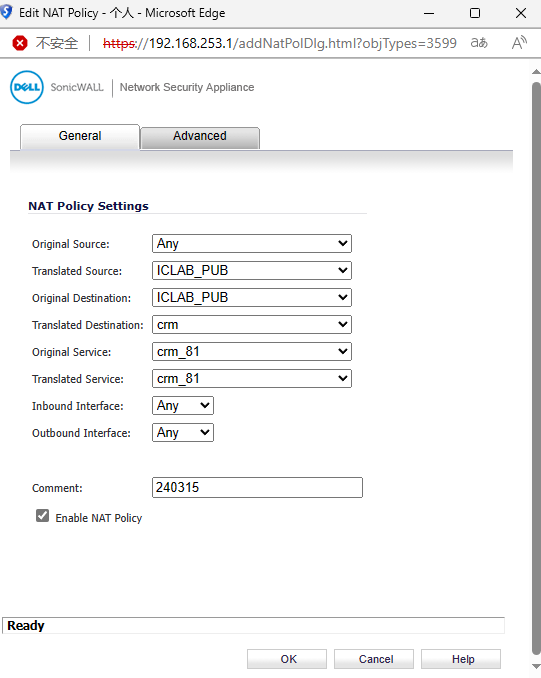 Edit NAT Policy - 个人 - Microsoft Edge
不安全 https://192.168.253.1/addNatPolDlg.html?objTypes=3599 aあ A
DELL SonicWALL Network Security Appliance
General Advanced
NAT Policy Settings
Original Source: Any
Translated Source: ICLAB_PUB
Original Destination: ICLAB_PUB
Translated Destination: crm
Original Service: crm_81
Translated Service: crm_81
Inbound Interface: Any
Outbound Interface: Any
Comment: 240315
Enable NAT Policy
Ready
OK Cancel Help